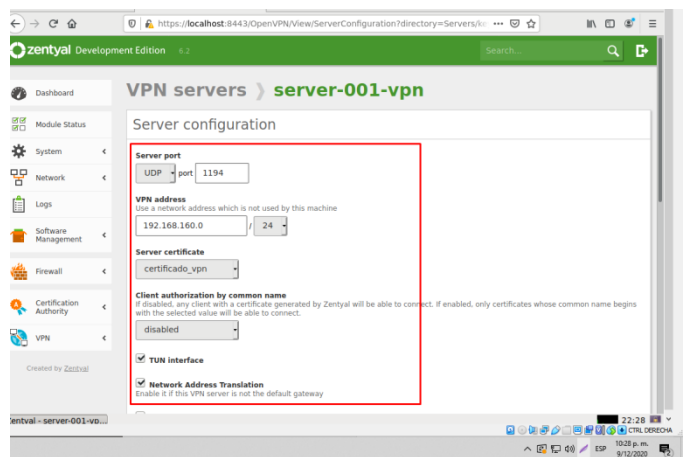 https://localhost:8443/OpenVPN/View/ServerConfiguration?directory=Servers/ke
zentyal Development Edition 6.2
Search...
Dashboard
Module Status
System
Network
Logs
Software Management
Firewall
Certification Authority
VPN
Created by Zentyal
VPN servers server-001-vpn
Server configuration
Server port
UDP port 1194
VPN address
Use a network address which is not used by this machine
192.168.160.0 / 24
Server certificate
certificado_vpn
Client authorization by common name
If disabled, any client with a certificate generated by Zentyal will be able to connect. If enabled, only certificates whose common name begins
with the selected value will be able to connect.
disabled
TUN interface
Network Address Translation
Enable it if this VPN server is not the default gateway
entyal - server-001-vp...
22:28
CTRL DERECHA
ESP
10:28 p. m.
9/12/2020